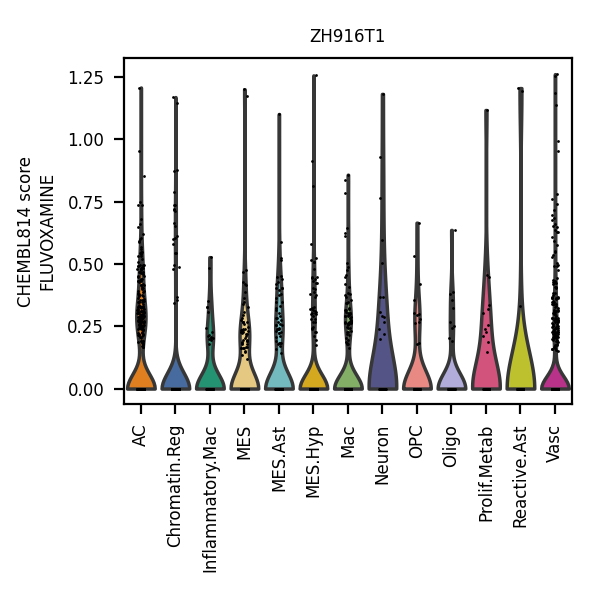 ZH916T1
CHEMBL814 score
FLUVOXAMINE
1.25
1.00
0.75
0.50
0.25
0.00
AC
Chromatin.Reg
Inflammatory.Mac
MES
MES.Ast
MES.Hyp
Mac
Neuron
OPC
Oligo
Prolif.Metab
Reactive.Ast
Vasc